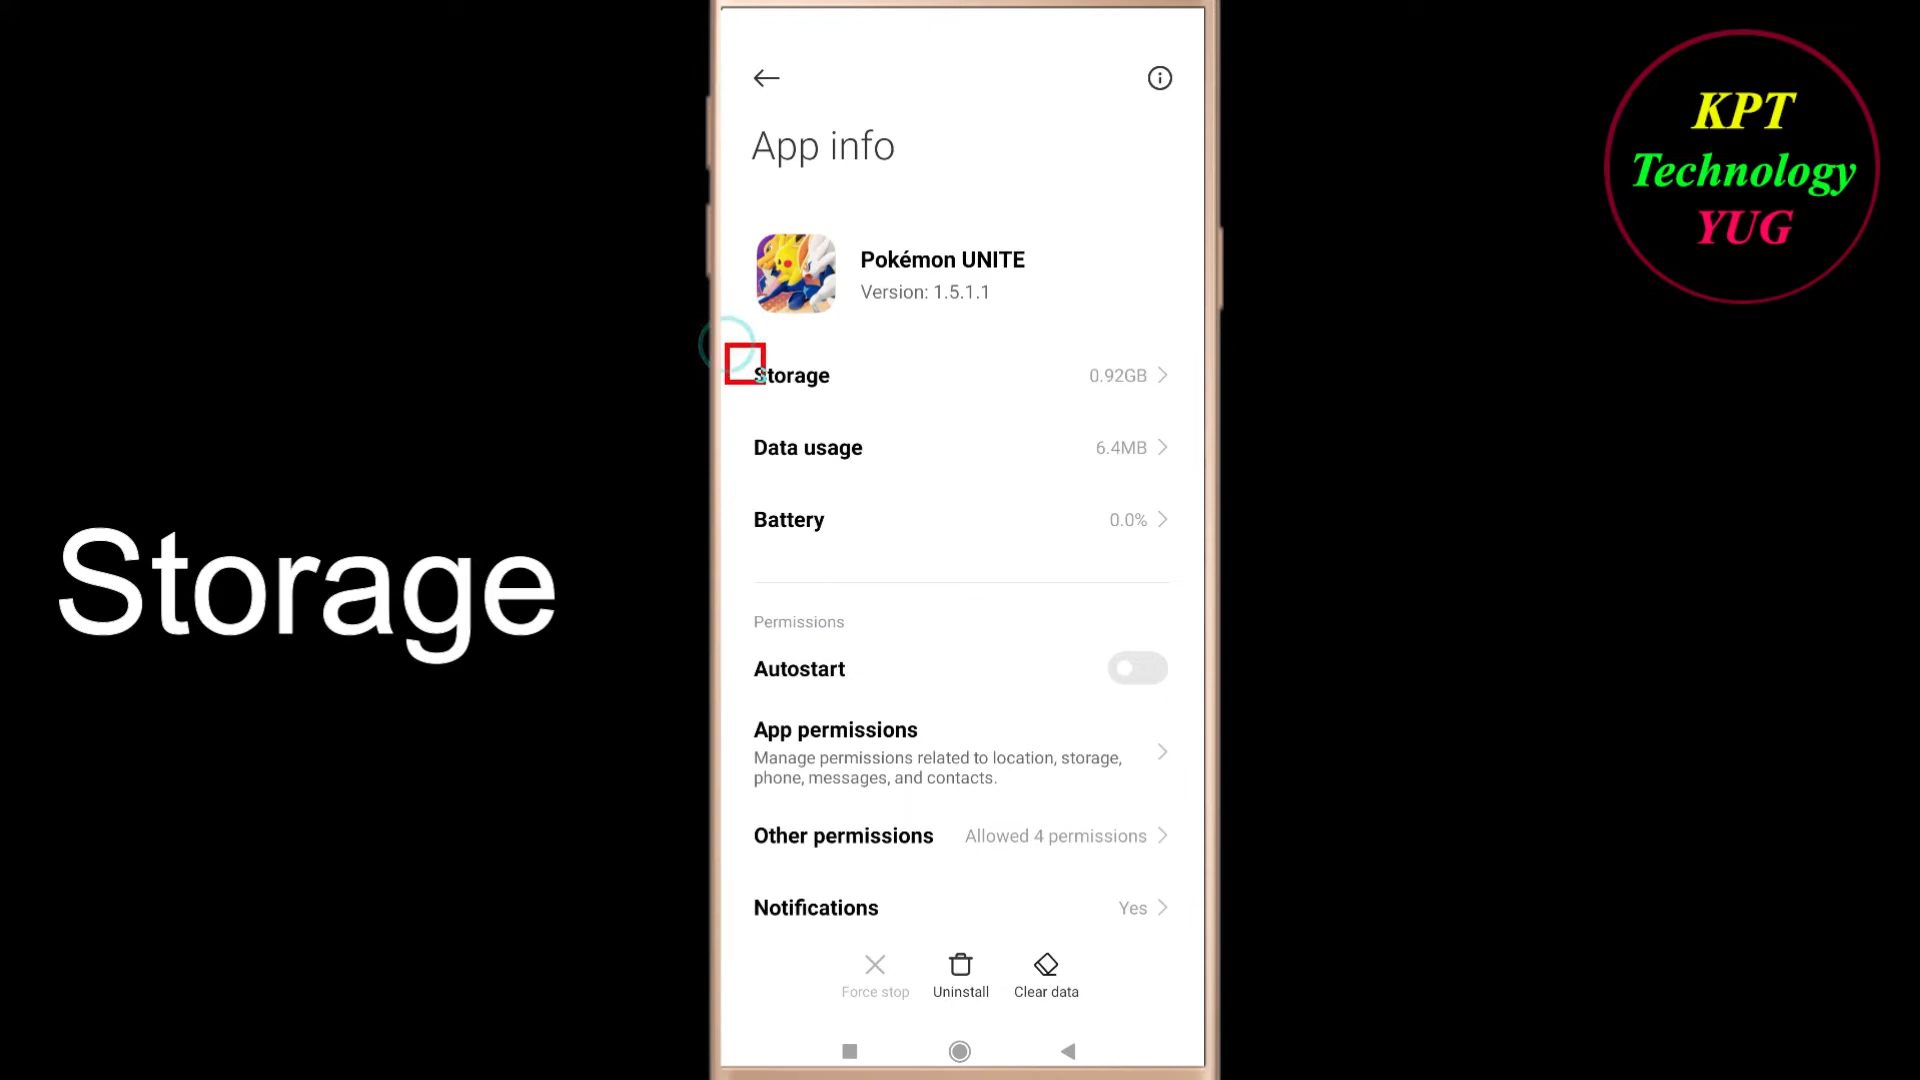 KPT
Technology
YUG
App info
Pokémon UNITE
Version: 1.5.1.1
Storage 0.92GB
Data usage 6.4MB
Battery 0.0%
Storage
Permissions
Autostart
App permissions
Manage permissions related to location, storage,
phone, messages, and contacts.
Other permissions Allowed 4 permissions
Notifications Yes
Force stop Uninstall Clear data